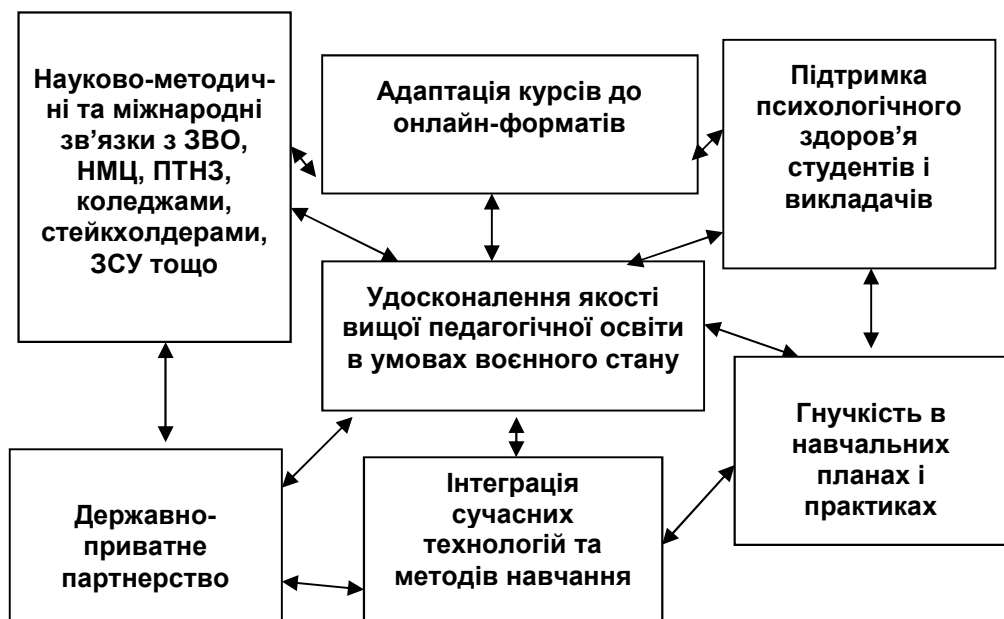 Науково-методич-
ні та міжнародні
зв’язки з ЗВО,
НМЦ, ПТНЗ,
коледжами,
стейкхолдерами,
ЗСУ тощо
Адаптація курсів до
онлайн-форматів
Підтримка
психологічного
здоров’я
студентів і
викладачів
Удосконалення якості
вищої педагогічної освіти
в умовах воєнного стану
Гнучкість в
навчальних
планах і
практиках
Державно-
приватне
партнерство
Інтеграція
сучасних
технологій та
методів навчання